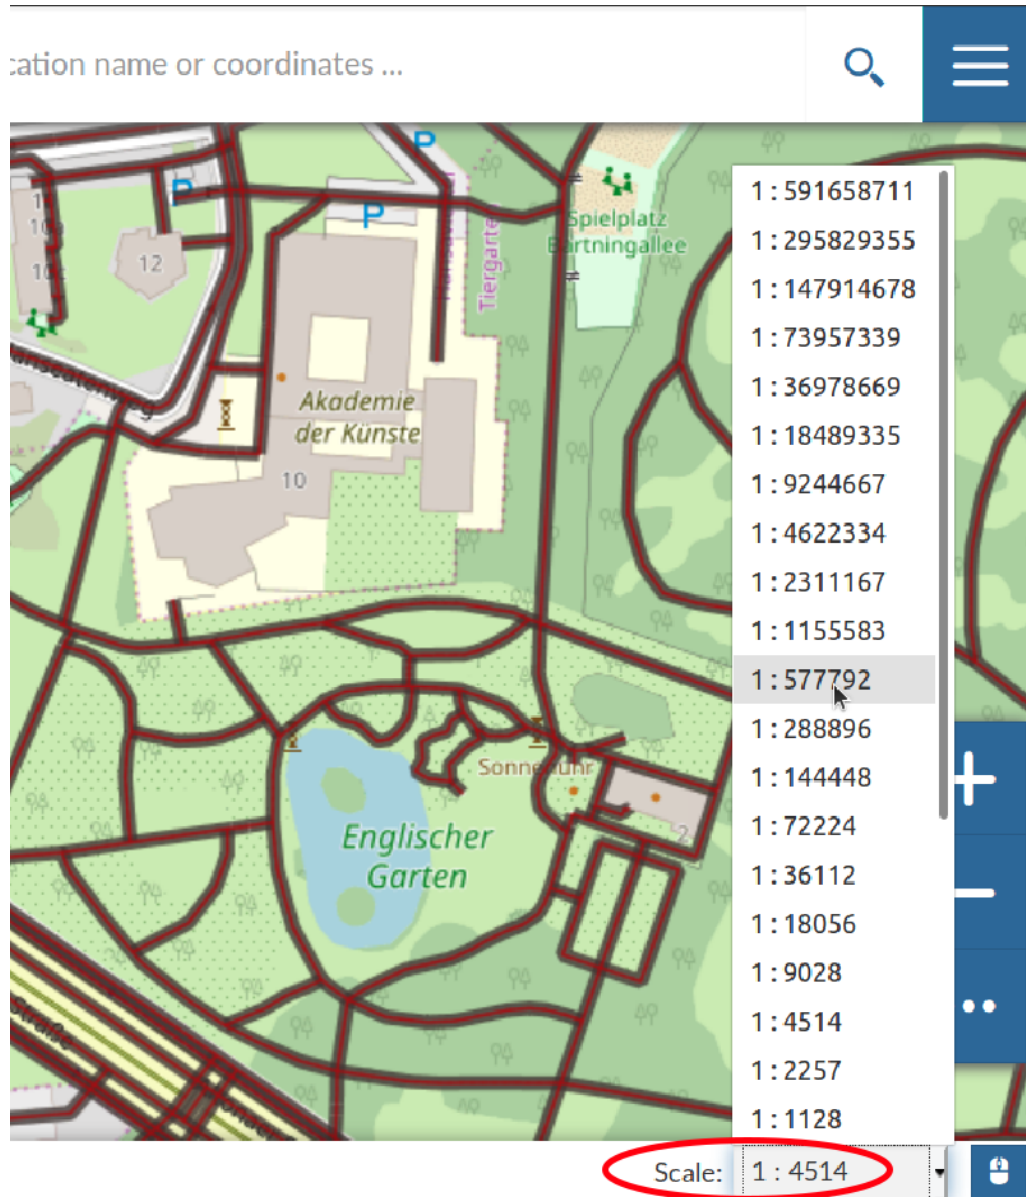 cation name or coordinates ...
P
P
P
12
10
Spielplatz
Bartningallee
Tiergarten
Akademie
der Künste
10
Sonnenuhr
2
Englischer
Garten
Straße
1:591658711
1:295829355
1:147914678
1:73957339
1:36978669
1:18489335
1:9244667
1:4622334
1:2311167
1:1155583
1:577792
1:288896
1:144448
1:72224
1:36112
1:18056
1:9028
1:4514
1:2257
1:1128
Scale: 1 : 4514